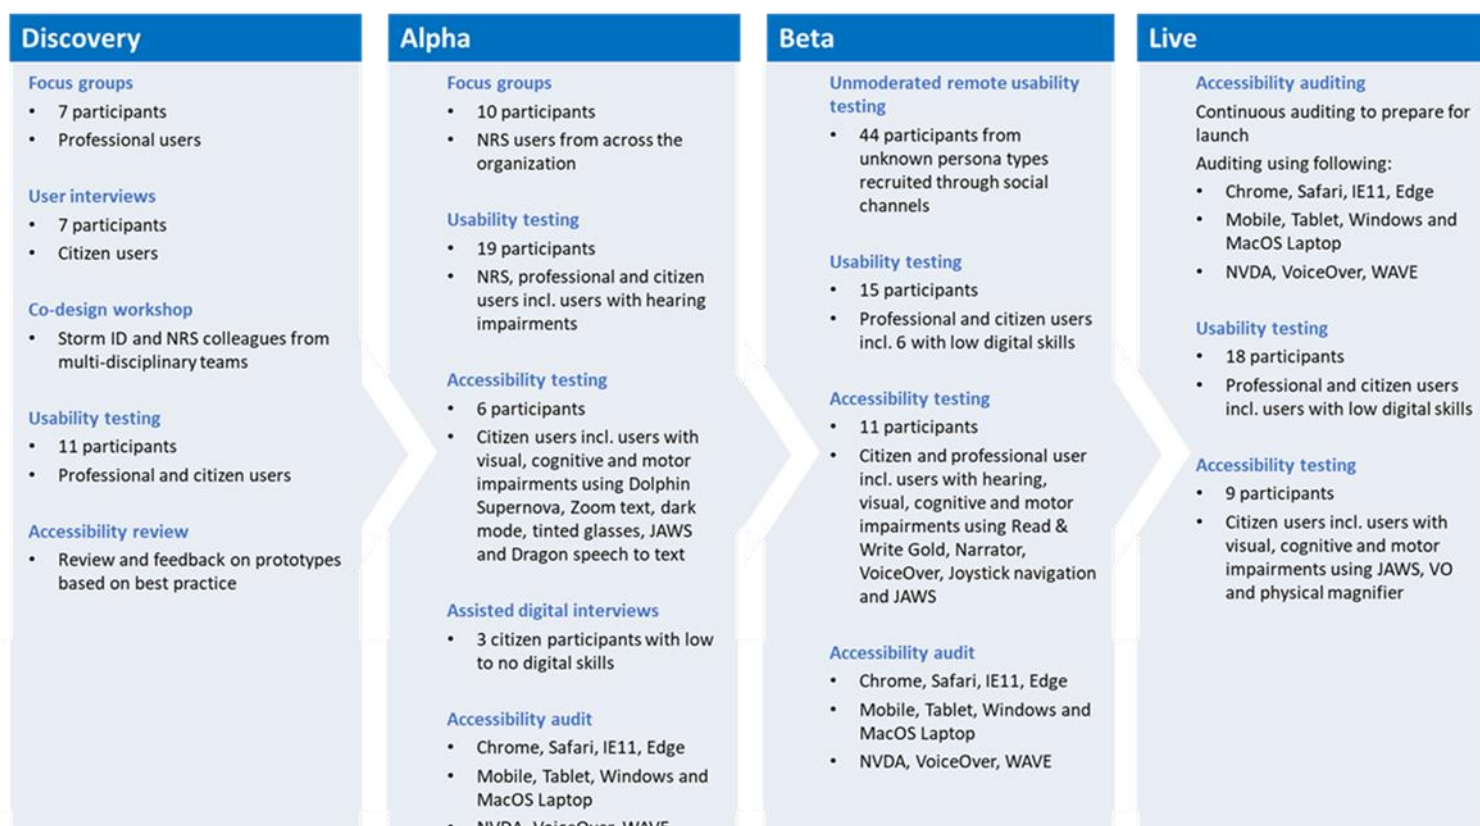 Discovery
Focus groups
• 7 participants
• Professional users
User interviews
• 7 participants
• Citizen users
Co-design workshop
• Storm ID and NRS colleagues from
multi-disciplinary teams
Usability testing
• 11 participants
• Professional and citizen users
Accessibility review
• Review and feedback on prototypes
based on best practice
Alpha
Focus groups
• 10 participants
• NRS users from across the
organization
Usability testing
• 19 participants
• NRS, professional and citizen
users incl. users with hearing
impairments
Accessibility testing
• 6 participants
• Citizen users incl. users with
visual, cognitive and motor
impairments using Dolphin
Supernova, Zoom text, dark
mode, tinted glasses, JAWS
and Dragon speech to text
Assisted digital interviews
• 3 citizen participants with low
to no digital skills
Accessibility audit
• Chrome, Safari, IE11, Edge
• Mobile, Tablet, Windows and
MacOS Laptop
• NVDA, VoiceOver, WAVE
Beta
Unmoderated remote usability
testing
• 44 participants from
unknown persona types
recruited through social
channels
Usability testing
• 15 participants
• Professional and citizen users
incl. 6 with low digital skills
Accessibility testing
• 11 participants
• Citizen and professional user
incl. users with hearing,
visual, cognitive and motor
impairments using Read &
Write Gold, Narrator,
VoiceOver, Joystick navigation
and JAWS
Accessibility audit
• Chrome, Safari, IE11, Edge
• Mobile, Tablet, Windows and
MacOS Laptop
• NVDA, VoiceOver, WAVE
Live
Accessibility auditing
Continuous auditing to prepare for
launch
Auditing using following:
• Chrome, Safari, IE11, Edge
• Mobile, Tablet, Windows and
MacOS Laptop
• NVDA, VoiceOver, WAVE
Usability testing
• 18 participants
• Professional and citizen users
incl. users with low digital skills
Accessibility testing
• 9 participants
• Citizen users incl. users with
visual, cognitive and motor
impairments using JAWS, VO
and physical magnifier